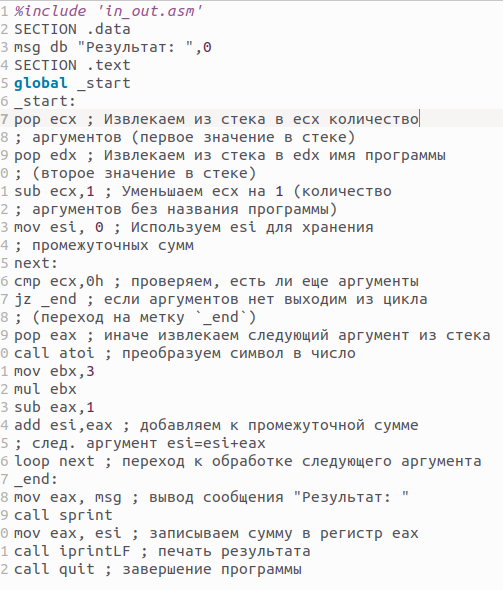 1 %include 'in_out.asm'
2 SECTION .data
3 msg db "Результат: ",0
4 SECTION .text
5 global _start
6 _start:
7 pop ecx ; Извлекаем из стека в ecx количество
8 ; аргументов (первое значение в стеке)
9 pop edx ; Извлекаем из стека в edx имя программы
0 ; (второе значение в стеке)
1 sub ecx,1 ; Уменьшаем ecx на 1 (количество
2 ; аргументов без названия программы)
3 mov esi, 0 ; Используем esi для хранения
4 ; промежуточных сумм
5 next:
6 cmp ecx,0h ; проверяем, есть ли еще аргументы
7 jz _end ; если аргументов нет выходим из цикла
8 ; (переход на метку `_end`)
9 pop eax ; иначе извлекаем следующий аргумент из стека
0 call atoi ; преобразуем символ в число
1 mov ebx,3
2 mul ebx
3 sub eax,1
4 add esi,eax ; добавляем к промежуточной сумме
5 ; след. аргумент esi=esi+eax
6 loop next ; переход к обработке следующего аргумента
7 _end:
8 mov eax, msg ; вывод сообщения "Результат: "
9 call sprint
0 mov eax, esi ; записываем сумму в регистр eax
1 call iprintLF ; печать результата
2 call quit ; завершение программы